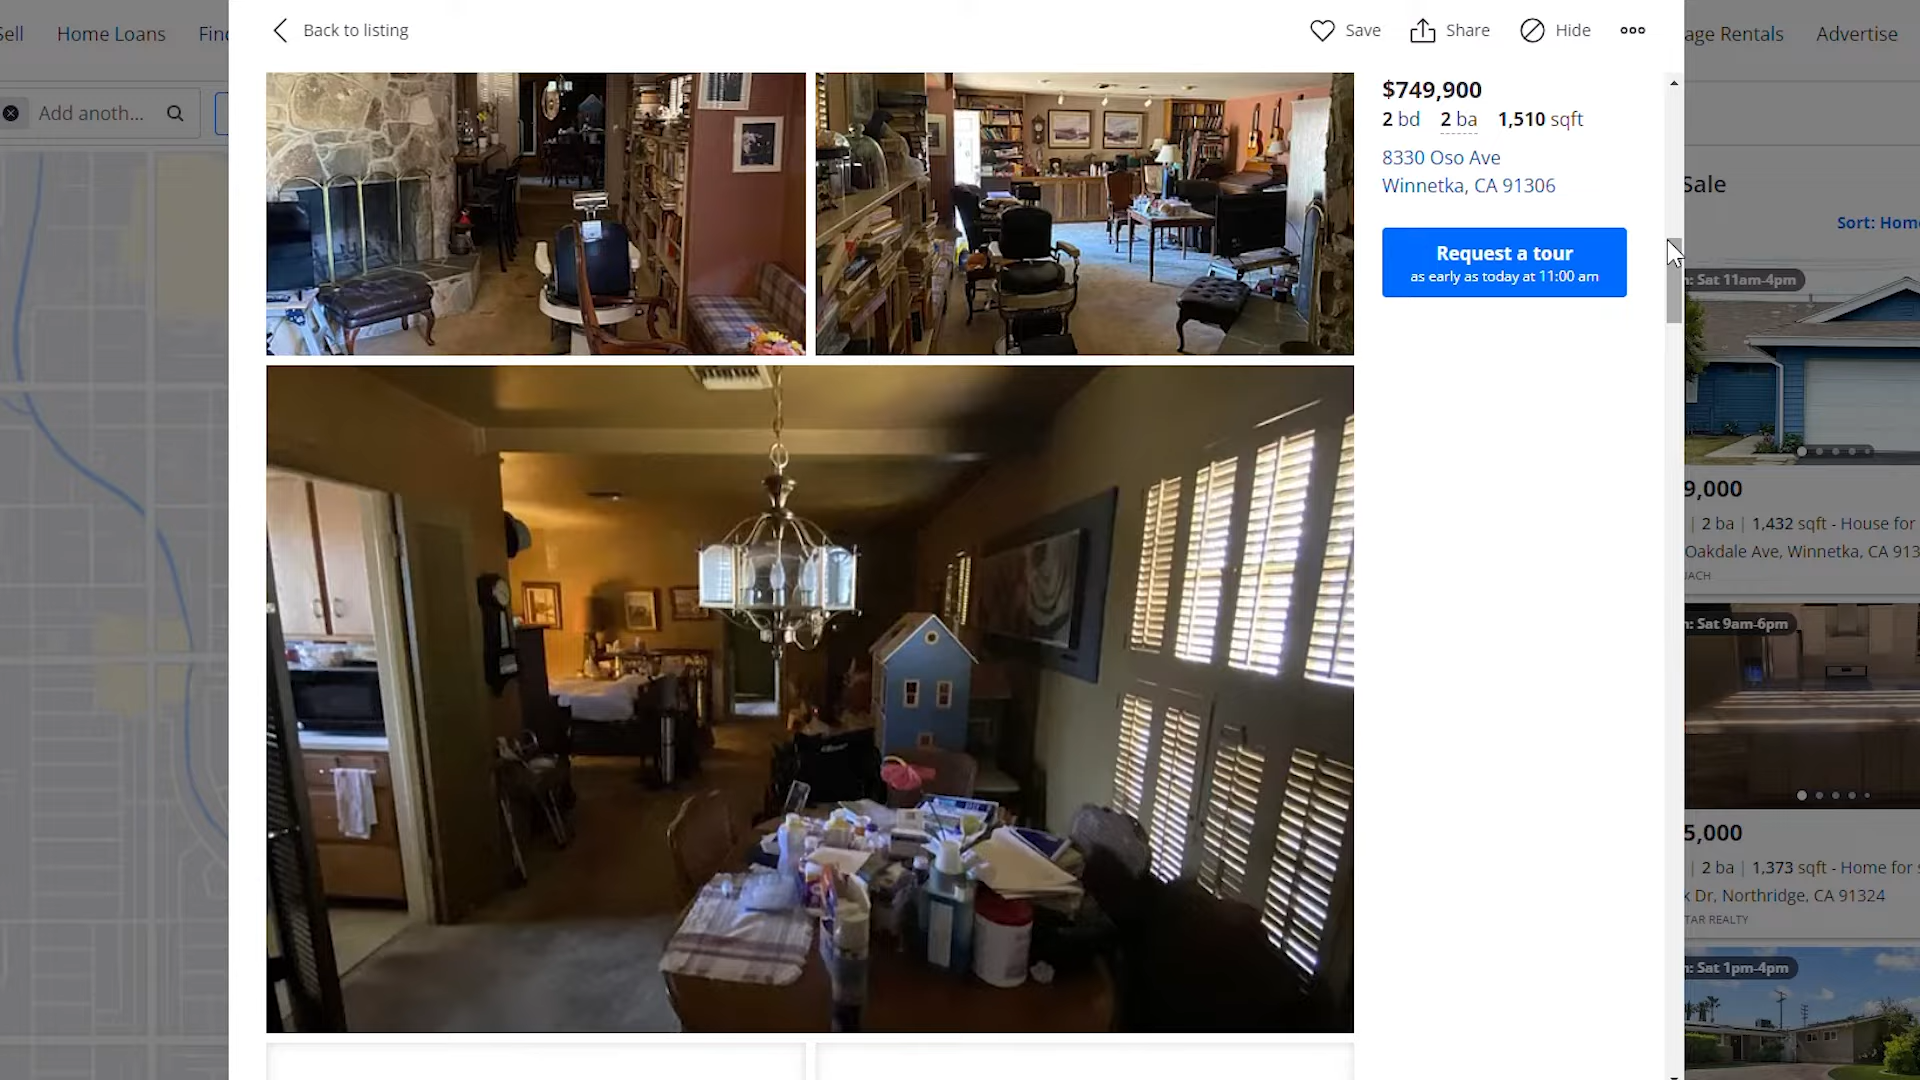 Sell
Home Loans
Find
age Rentals
Advertise
Back to listing
Save
Share
Hide
Add anoth...
$749,900
2 bd 2 ba 1,510 sqft
8330 Oso Ave
Winnetka, CA 91306
Request a tour
as early as today at 11:00 am
Sale
Sort: Home
n: Sat 11am-4pm
9,000
| 2 ba | 1,432 sqft - House for
Oakdale Ave, Winnetka, CA 913
n: Sat 9am-6pm
5,000
| 2 ba | 1,373 sqft - Home for s
k Dr, Northridge, CA 91324
TAR REALTY
n: Sat 1pm-4pm